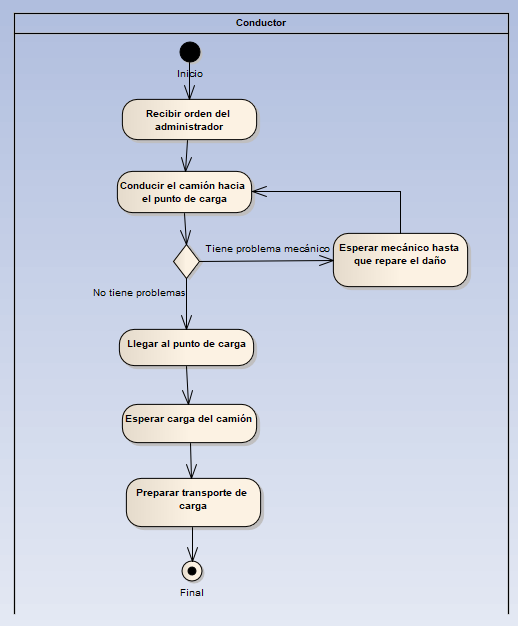 Conductor
Inicio
Recibir orden del
administrador
Conducir el camión hacia
el punto de carga
Tiene problema mecánico
Esperar mecánico hasta
que repare el daño
No tiene problemas
Llegar al punto de carga
Esperar carga del camión
Preparar transporte de
carga
Final